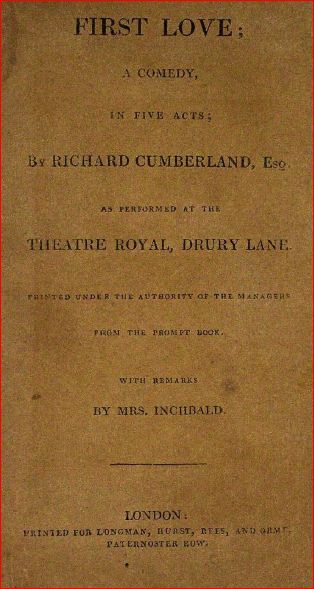 FIRST LOVE;
A COMEDY,
IN FIVE ACTS;
BY RICHARD CUMBERLAND, ESQ.
AS PERFORMED AT THE
THEATRE ROYAL, DRURY LANE.
PRINTED UNDER THE AUTHORITY OF THE MANAGERS
FROM THE PROMPT BOOK.
WITH REMARKS
BY MRS. INCHBALD.
LONDON:
PRINTED FOR LONGMAN, HURST, REES, AND ORME,
PATERNOSTER ROW.